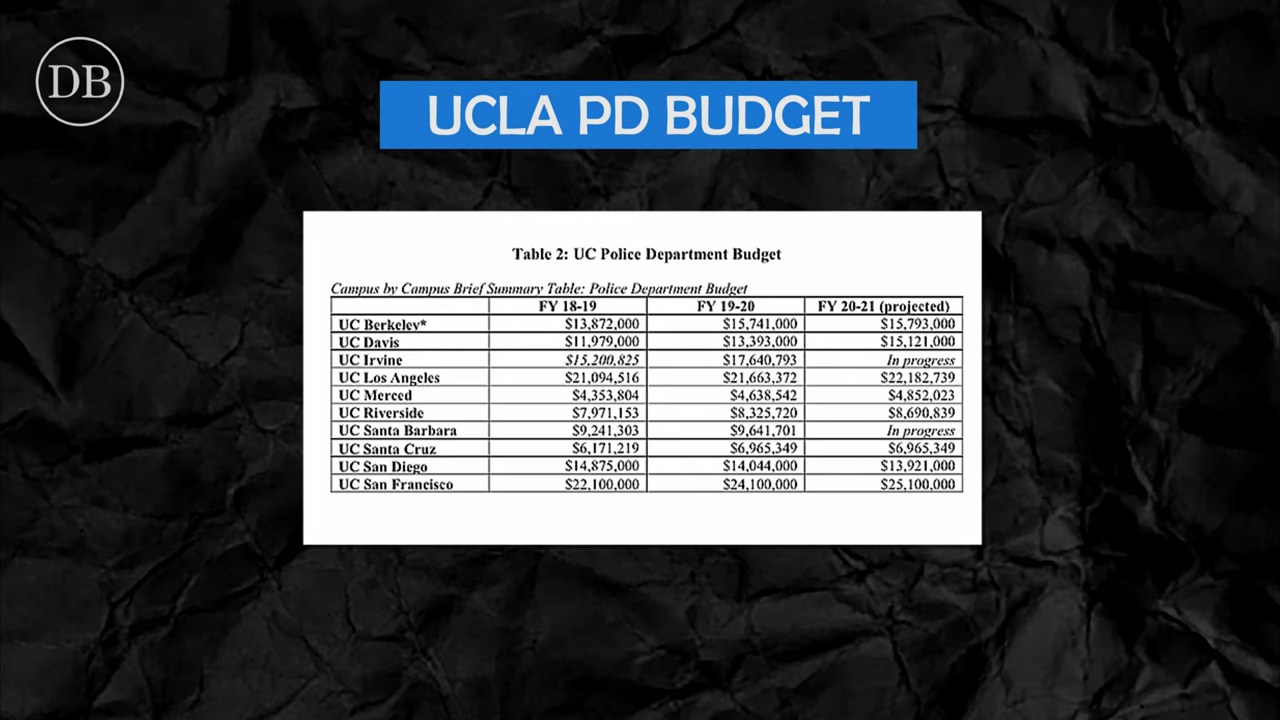 DB
UCLA PD BUDGET
Table 2: UC Police Department Budget
Campus by Campus Brief Summary Table: Police Department Budget
FY 18-19 FY 19-20 FY 20-21 (projected)
UC Berkeley* $13,872,000 $15,741,000 $15,793,000
UC Davis $11,979,000 $13,393,000 $15,121,000
UC Irvine $15,200,825 $17,640,793 In progress
UC Los Angeles $21,094,516 $21,663,372 $22,182,739
UC Merced $4,353,804 $4,638,542 $4,852,023
UC Riverside $7,971,153 $8,325,720 $8,690,839
UC Santa Barbara $9,241,303 $9,641,701 In progress
UC Santa Cruz $6,171,219 $6,965,349 $6,965,349
UC San Diego $14,875,000 $14,044,000 $13,921,000
UC San Francisco $22,100,000 $24,100,000 $25,100,000